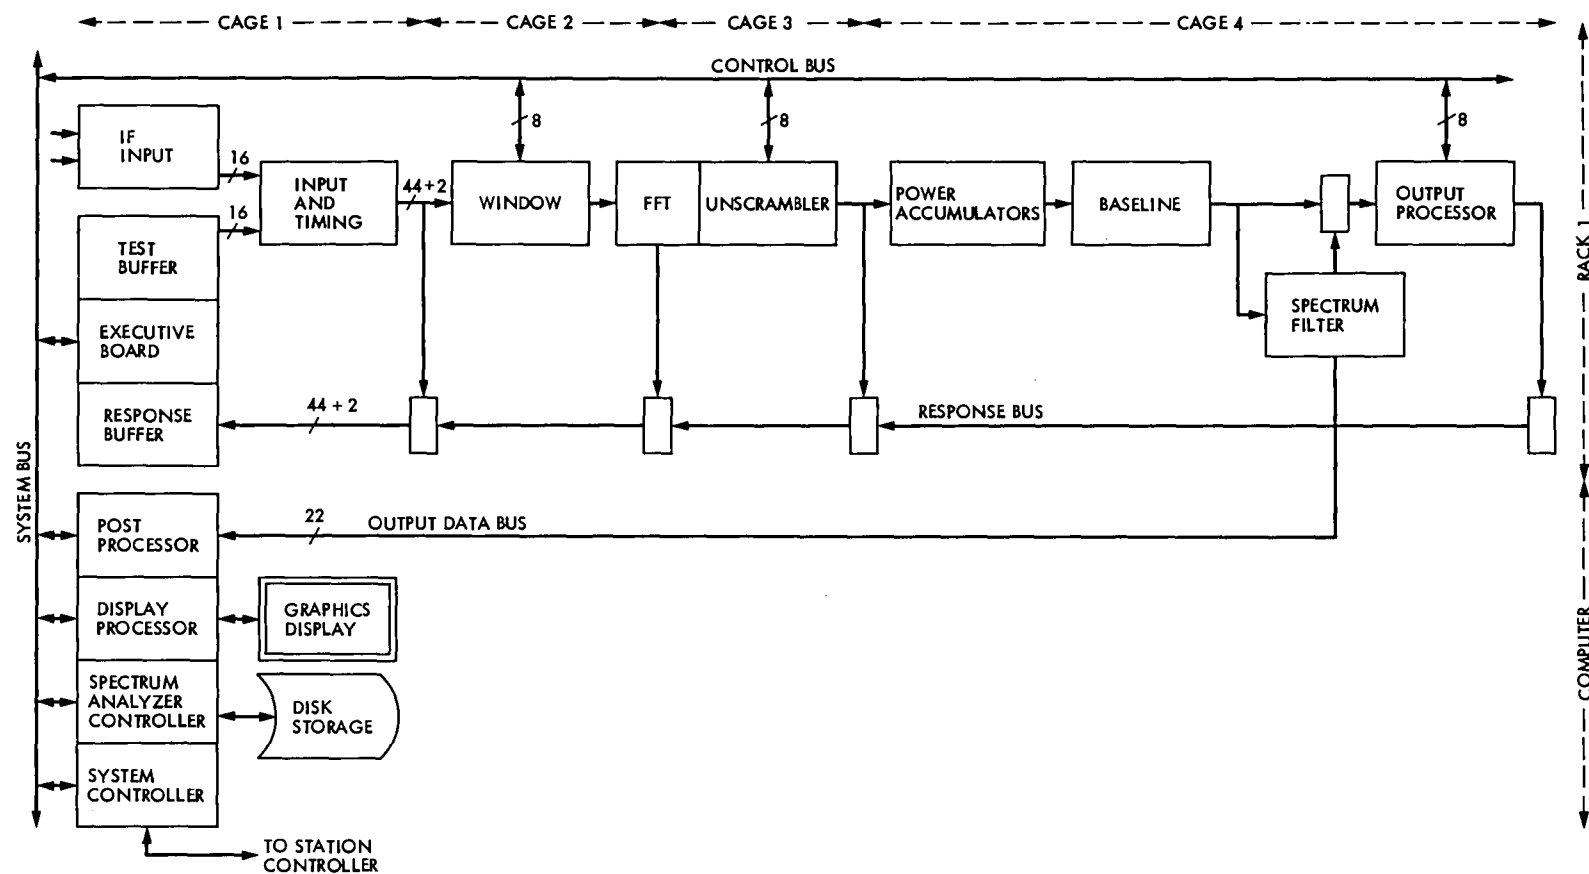 CAGE 1
CAGE 2
CAGE 3
CAGE 4
CONTROL BUS
IF
INPUT
8
8
8
16
INPUT
AND
TIMING
44+2
WINDOW
FFT
UNSCRAMBLER
POWER
ACCUMULATORS
BASELINE
OUTPUT
PROCESSOR
16
TEST
BUFFER
SPECTRUM
FILTER
RACK 1
EXECUTIVE
BOARD
RESPONSE
BUFFER
44 + 2
RESPONSE BUS
SYSTEM BUS
POST
PROCESSOR
22
OUTPUT DATA BUS
DISPLAY
PROCESSOR
GRAPHICS
DISPLAY
COMPUTER
SPECTRUM
ANALYZER
CONTROLLER
DISK
STORAGE
SYSTEM
CONTROLLER
TO STATION
CONTROLLER